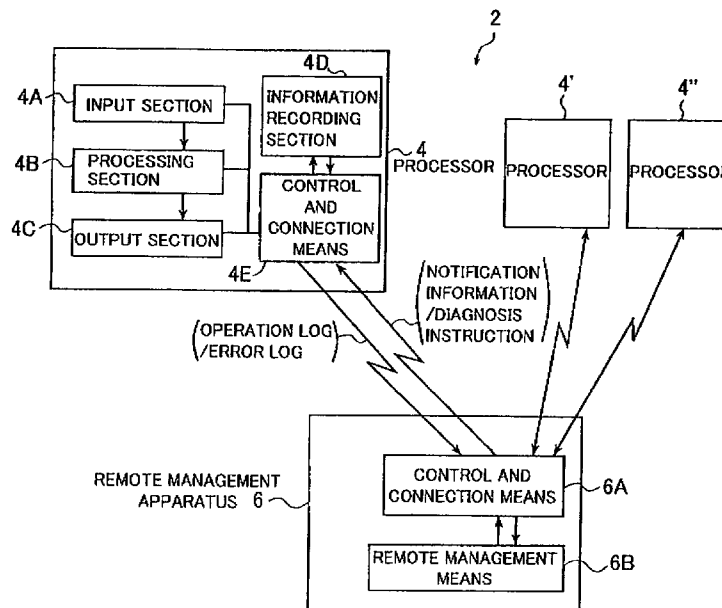 2
4A
INPUT SECTION
4B
PROCESSING
SECTION
4C
OUTPUT SECTION
4D
INFORMATION
RECORDING
SECTION
CONTROL
AND
CONNECTION
MEANS
4E
4
PROCESSOR
4'
PROCESSOR
4"
PROCESSOR
(OPERATION LOG
/ERROR LOG)
(NOTIFICATION
INFORMATION
/DIAGNOSIS
INSTRUCTION)
REMOTE MANAGEMENT
APPARATUS 6
CONTROL AND
CONNECTION MEANS
6A
REMOTE MANAGEMENT
MEANS
6B